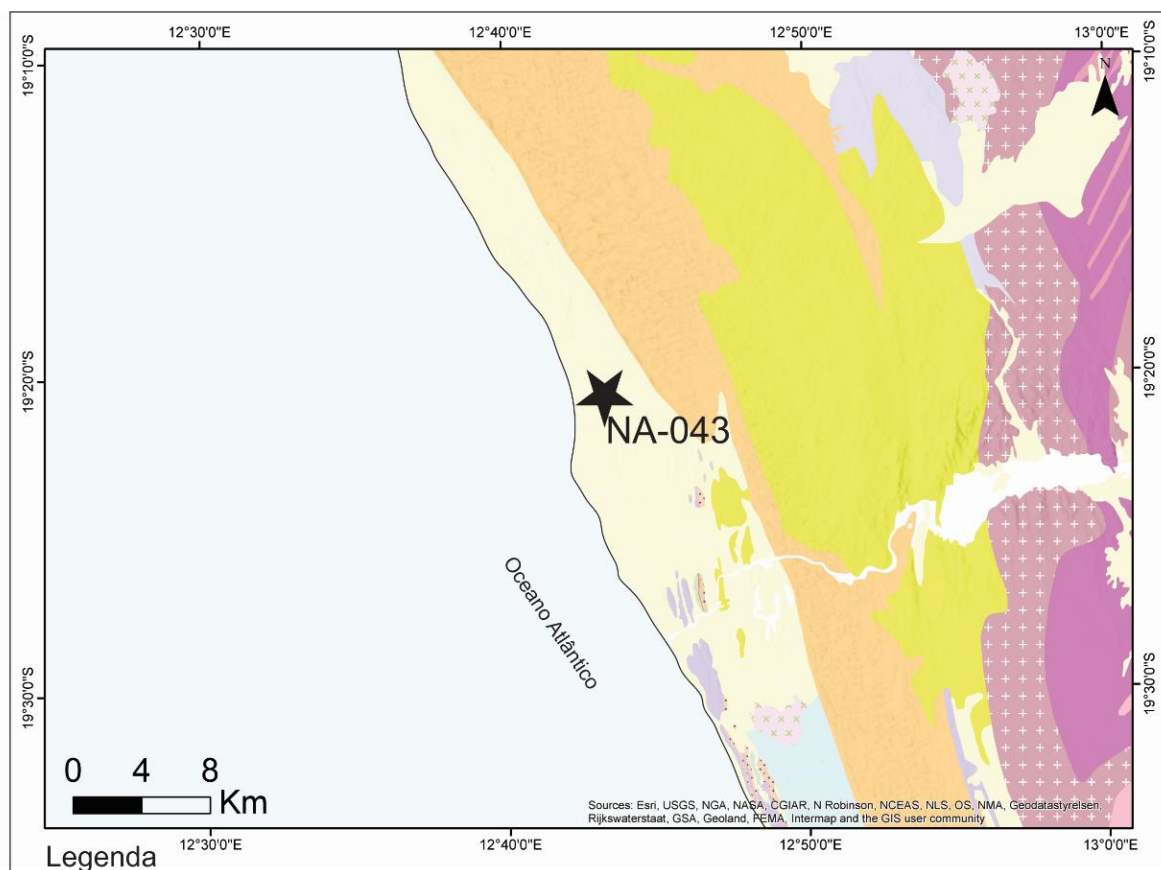 12°30'0"E
12°40'0"E
12°50'0"E
13°0'0"E
19°10'0"S
19°10'0"S
N
19°20'0"S
19°20'0"S
NA-043
Oceano Atlântico
19°30'0"S
19°30'0"S
0 4 8
Km
Sources: Esri, USGS, NGA, NASA, CGIAR, N Robinson, NCEAS, NLS, OS, NMA, Geodatastyrelsen,
Rijkswaterstaat, GSA, Geoland, FEMA, Intermap and the GIS user community
12°30'0"E
12°40'0"E
12°50'0"E
13°0'0"E
Legenda